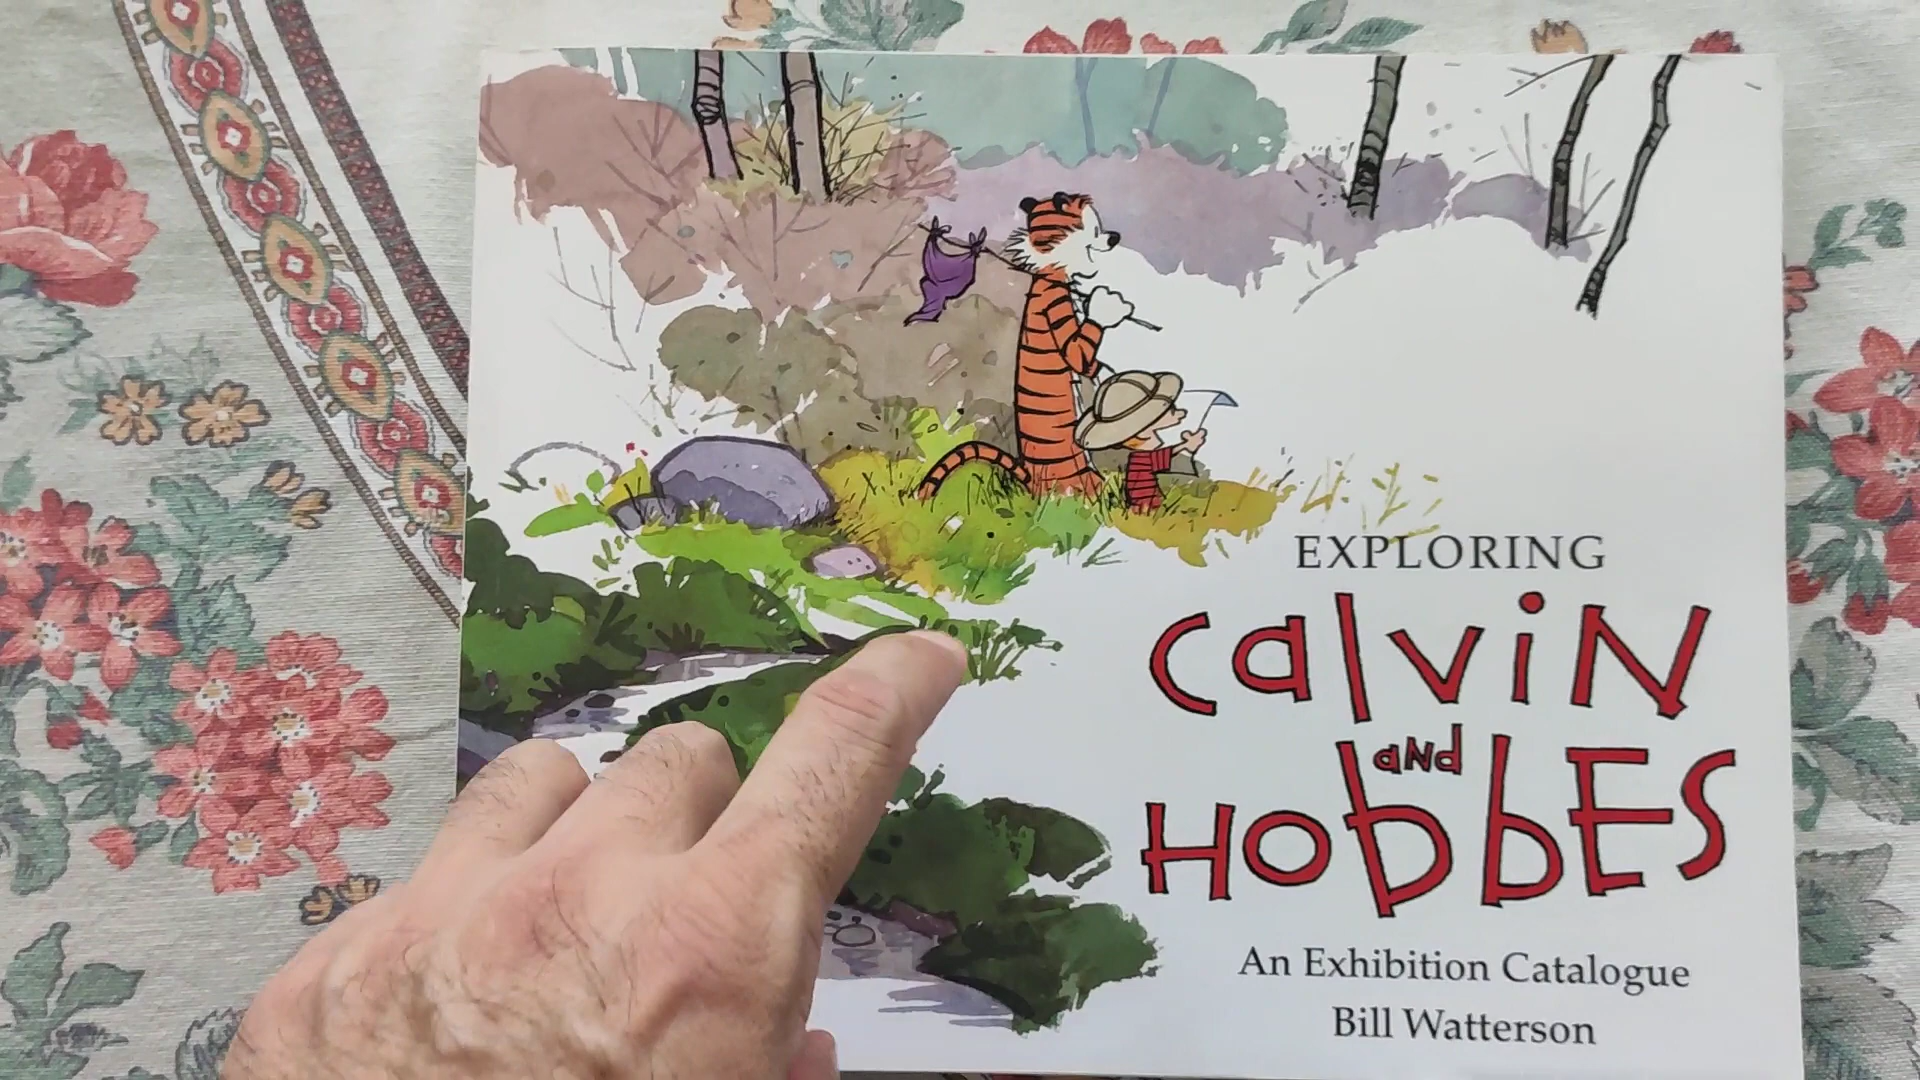 EXPLORING
CalviN
aNd
HobbEs
An Exhibition Catalogue
Bill Watterson